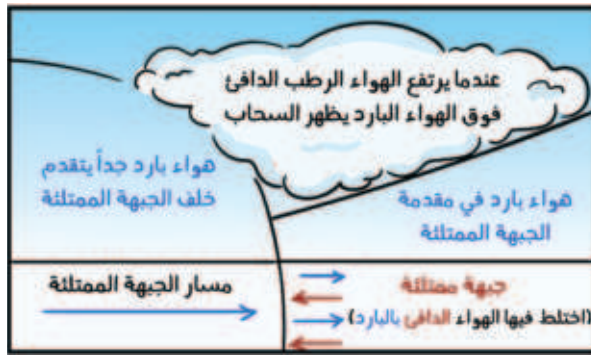 عندما يرتفع الهواء الرطب الدافئ
فوق الهواء البارد يظهر السحاب
هواء بارد جداً يتقدم
خلف الجبهة الممتلئة
هواء بارد في مقدمة
الجبهة الممتلئة
جبهة ممتلئة
(اختلط فيها الهواء الدافئ بالبارد)
مسار الجبهة الممتلئة